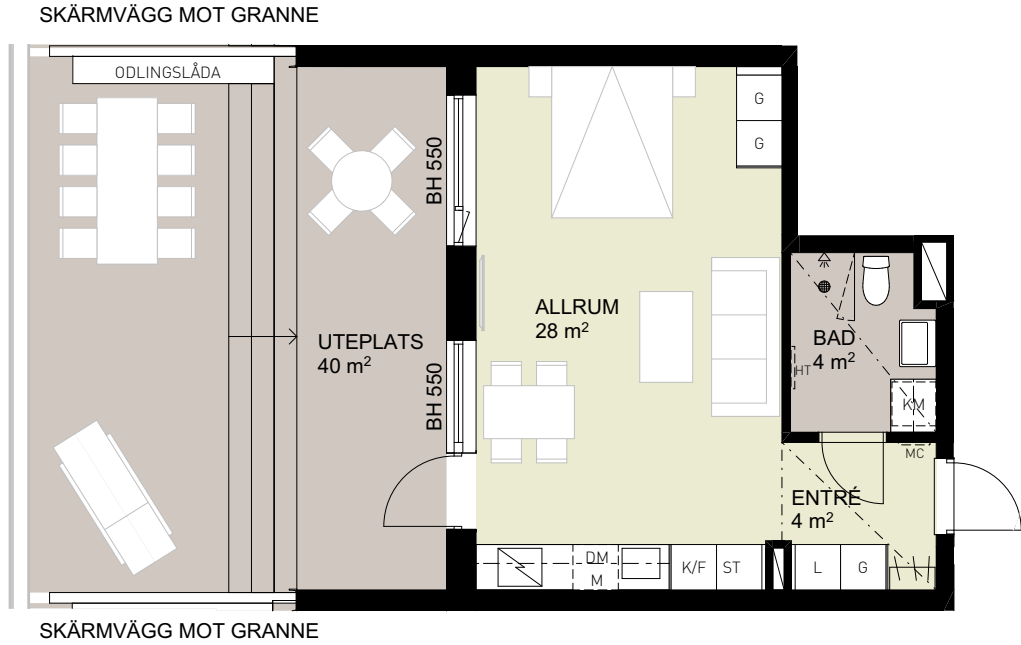 SKÄRMVÄGG MOT GRANNE
ODLINGSLÅDA
G
G
BH 550
ALLRUM
28 m²
UTEPLATS
40 m²
BAD
4 m²
HT
BH 550
KM
MC
ENTRÉ
4 m²
DM
M
K/F
ST
L
G
SKÄRMVÄGG MOT GRANNE